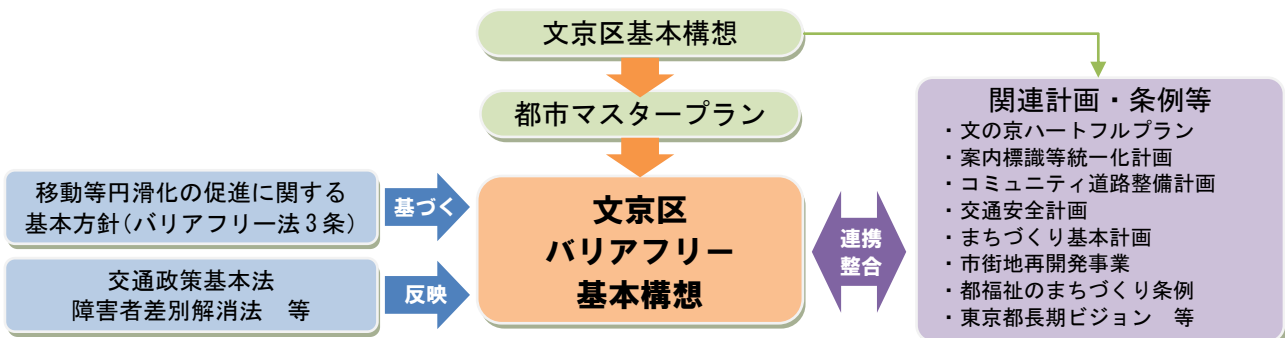 文京区基本構想
都市マスタープラン
移動等円滑化の促進に関する
基本方針(バリアフリー法3条)
基づく
交通政策基本法
障害者差別解消法 等
反映
文京区
バリアフリー
基本構想
連携
整合
関連計画・条例等
・文の京ハートフルプラン
・案内標識等統一化計画
・コミュニティ道路整備計画
・交通安全計画
・まちづくり基本計画
・市街地再開発事業
・都福祉のまちづくり条例
・東京都長期ビジョン 等